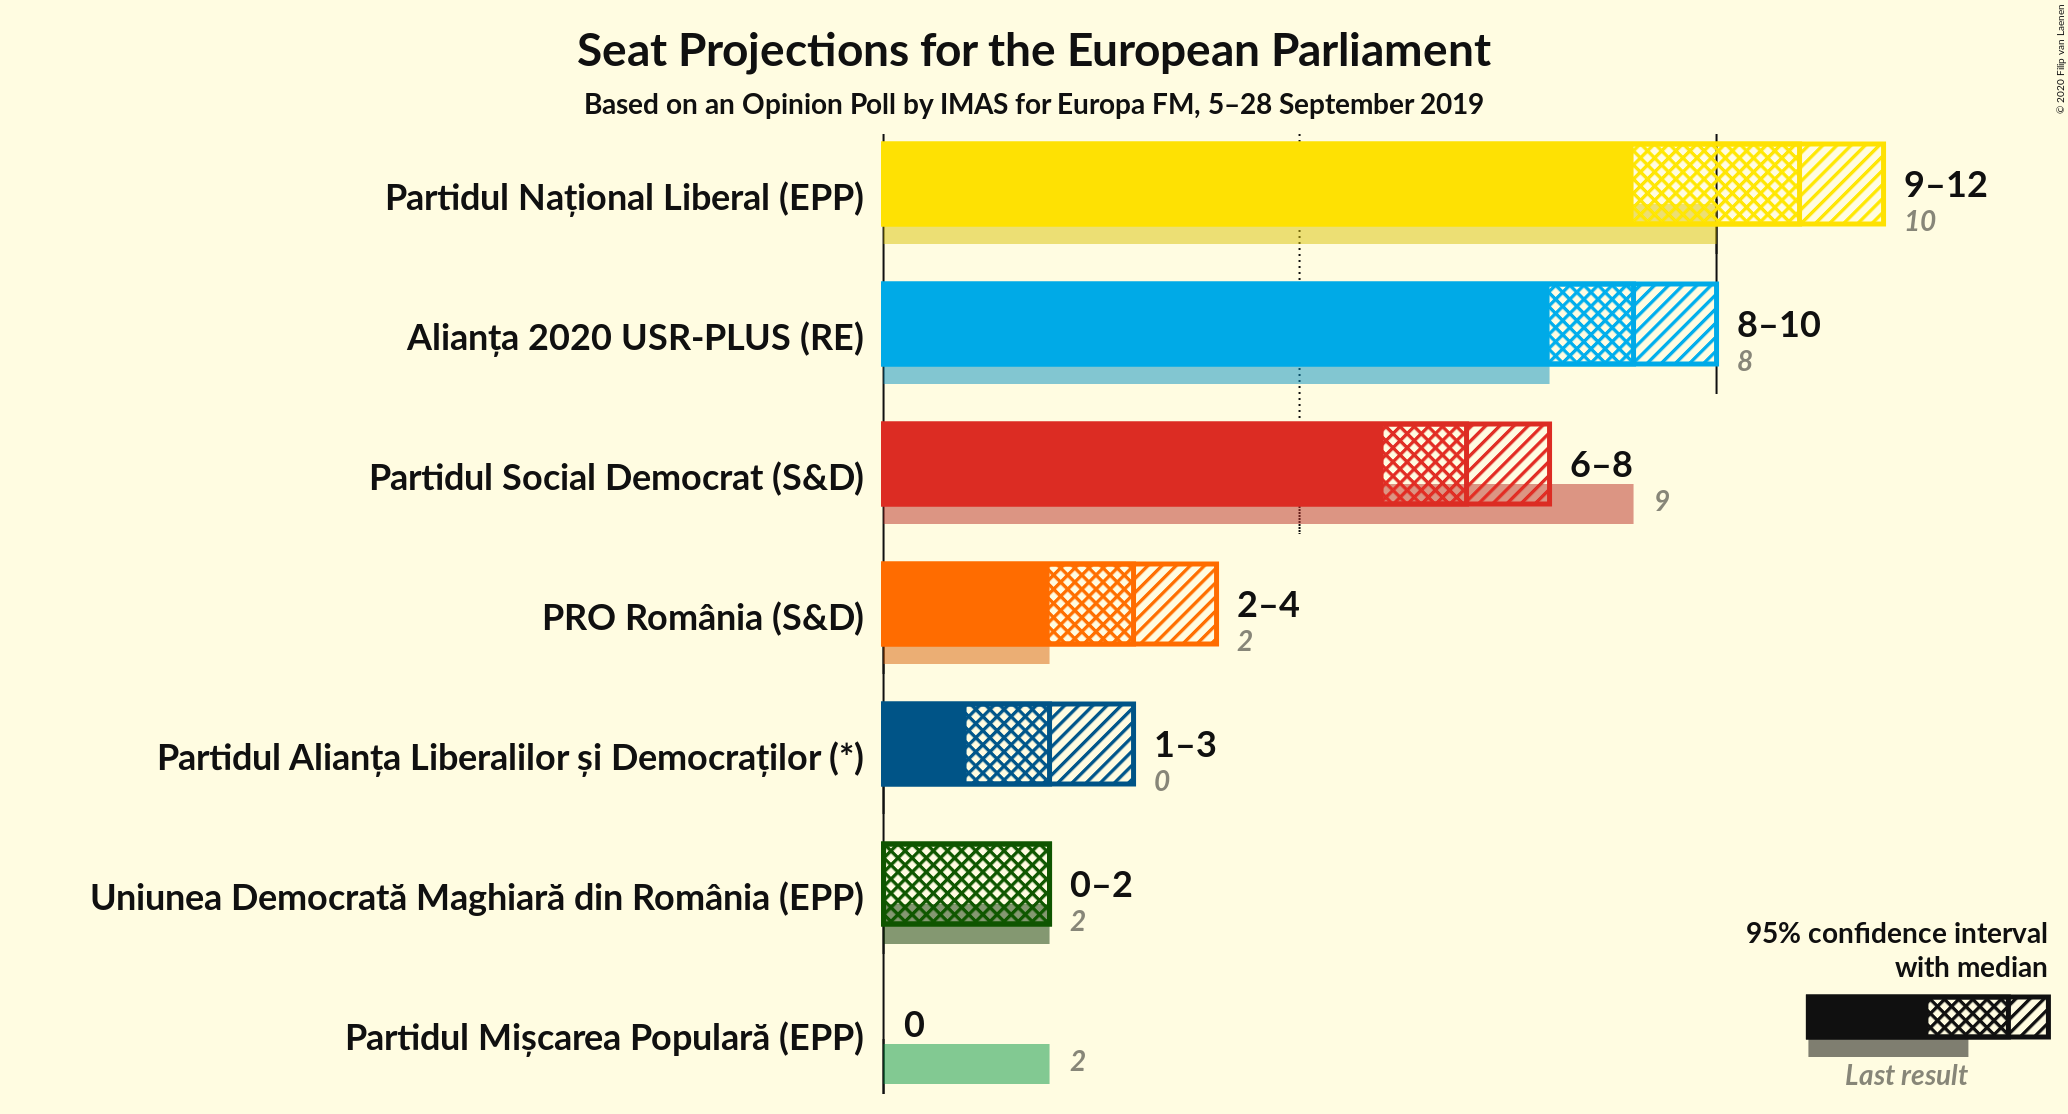 Seat Projections for the European Parliament
Based on an Opinion Poll by IMAS for Europa FM, 5–28 September 2019
© 2020 Filip van Laenen
Partidul Național Liberal (EPP)
9–12
10
Alianța 2020 USR-PLUS (RE)
8–10
8
Partidul Social Democrat (S&D)
6–8
9
PRO România (S&D)
2–4
2
Partidul Alianța Liberalilor și Democraților (*)
1–3
0
Uniunea Democrată Maghiară din România (EPP)
0–2
2
Partidul Mișcarea Populară (EPP)
0
2
95% confidence interval
with median
Last result